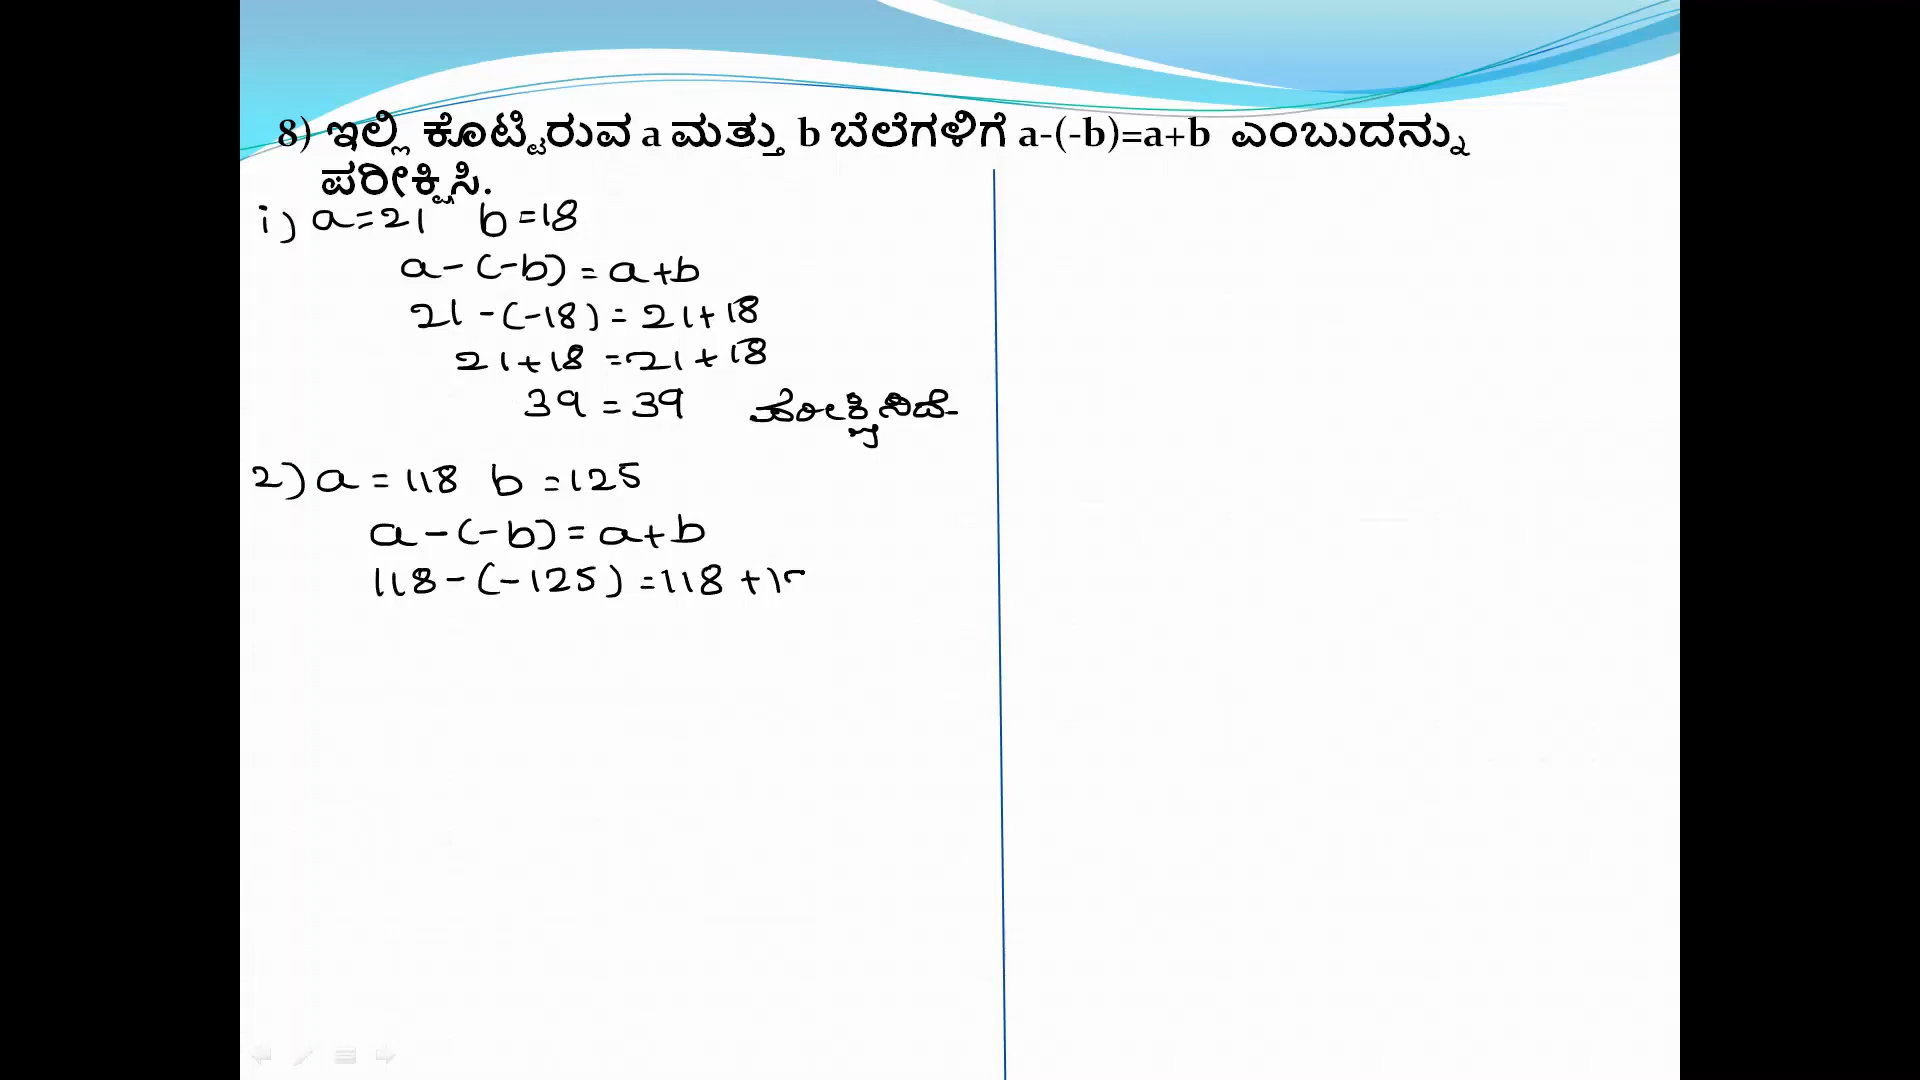 8) ಇಲ್ಲಿ ಕೊಟ್ಟಿರುವ a ಮತ್ತು b ಬೆಲೆಗಳಿಗೆ a-(-b)=a+b ಎಂಬುದನ್ನು
ಪರೀಕ್ಷಿಸಿ.
i) a=21 b=18
a-(-b) = a+b
21-(-18) = 21+18
21+18 = 21+18
39 = 39
2) a = 118 b = 125
a-(-b) = a+b
118-(-125) = 118 +1